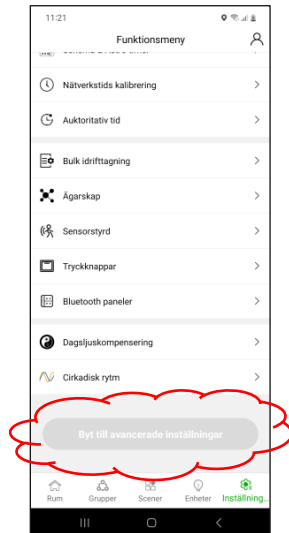 11:21
Funktionsmeny
Nätverkstids kalibrering
Auktoritativ tid
Bulk idrifttagning
Ägarskap
Sensorstyrd
Tryckknappar
Bluetooth paneler
Dagsljuskompensering
Cirkadisk rytm
Byt till avancerade inställningar
Rum Grupper Scener Enheter Inställning...